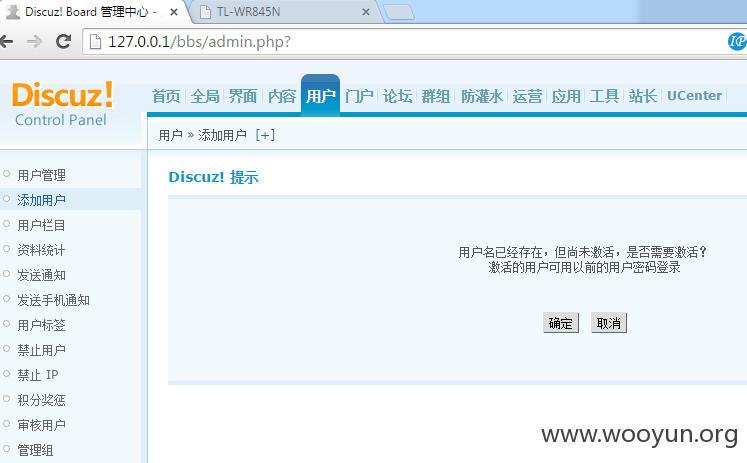 Discuz! Board 管理中心 -
TL-WR845N
127.0.0.1/bbs/admin.php?
IP
Discuz!
Control Panel
首页 全局 界面 内容 用户 门户 论坛 群组 防灌水 运营 应用 工具 站长 UCenter
用户 » 添加用户 [+]
用户管理
添加用户
用户栏目
资料统计
发送通知
发送手机通知
用户标签
禁止用户
禁止 IP
积分奖惩
审核用户
管理组
Discuz! 提示
用户名已经存在，但尚未激活，是否需要激活？
激活的用户可用以前的用户密码登录
确定 取消
www.wooyun.org